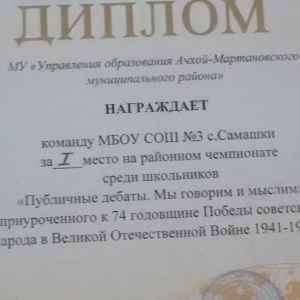 ДИПЛОМ
МУ «Управления образования Ачхой-Мартановского
муниципального района»
НАГРАЖДАЕТ
команду МБОУ СОШ №3 с.Самашки
за I место на районном чемпионате
среди школьников
«Публичные дебаты. Мы говорим и мыслим
приуроченного к 74 годовщине Победы советс
народа в Великой Отечественной Войне 1941-19